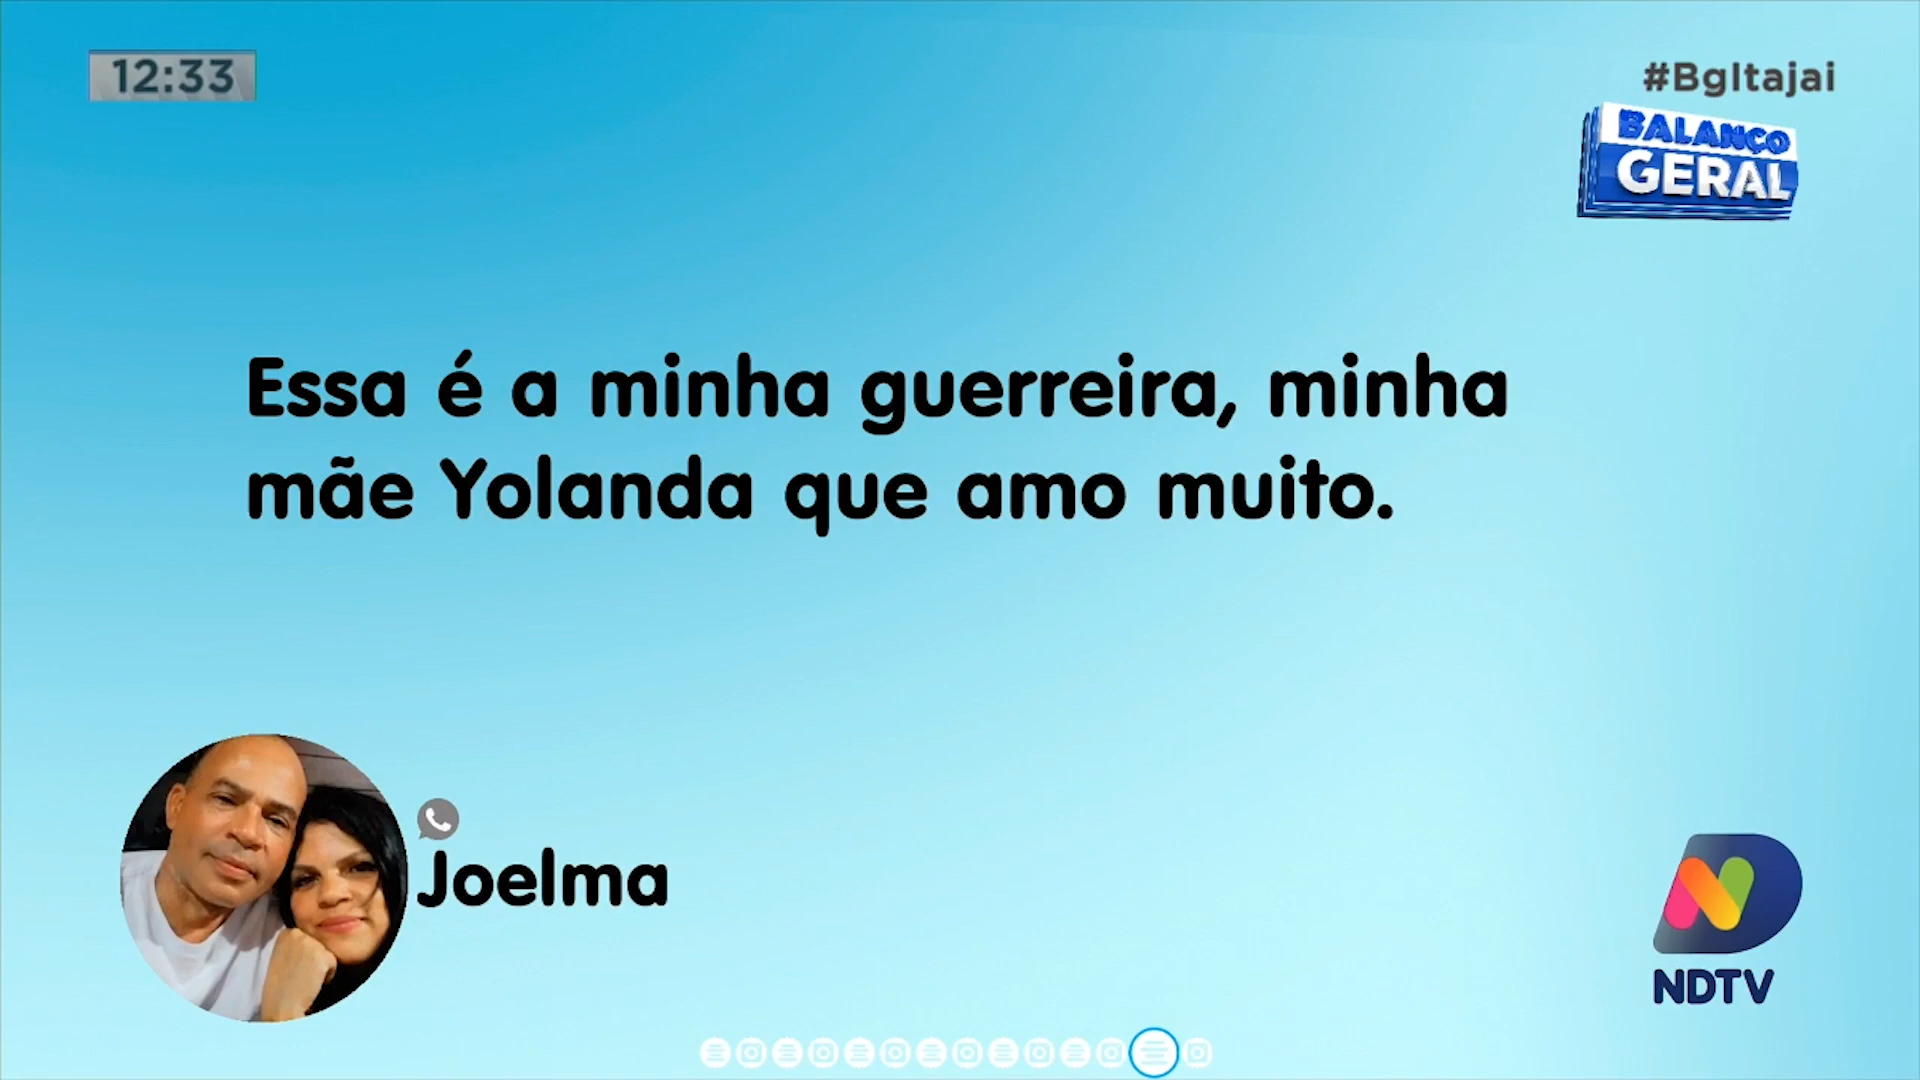 12:33
#BgItajai
BALANÇO
GERAL
Essa é a minha guerreira, minha
mãe Yolanda que amo muito.
Joelma
NDTV